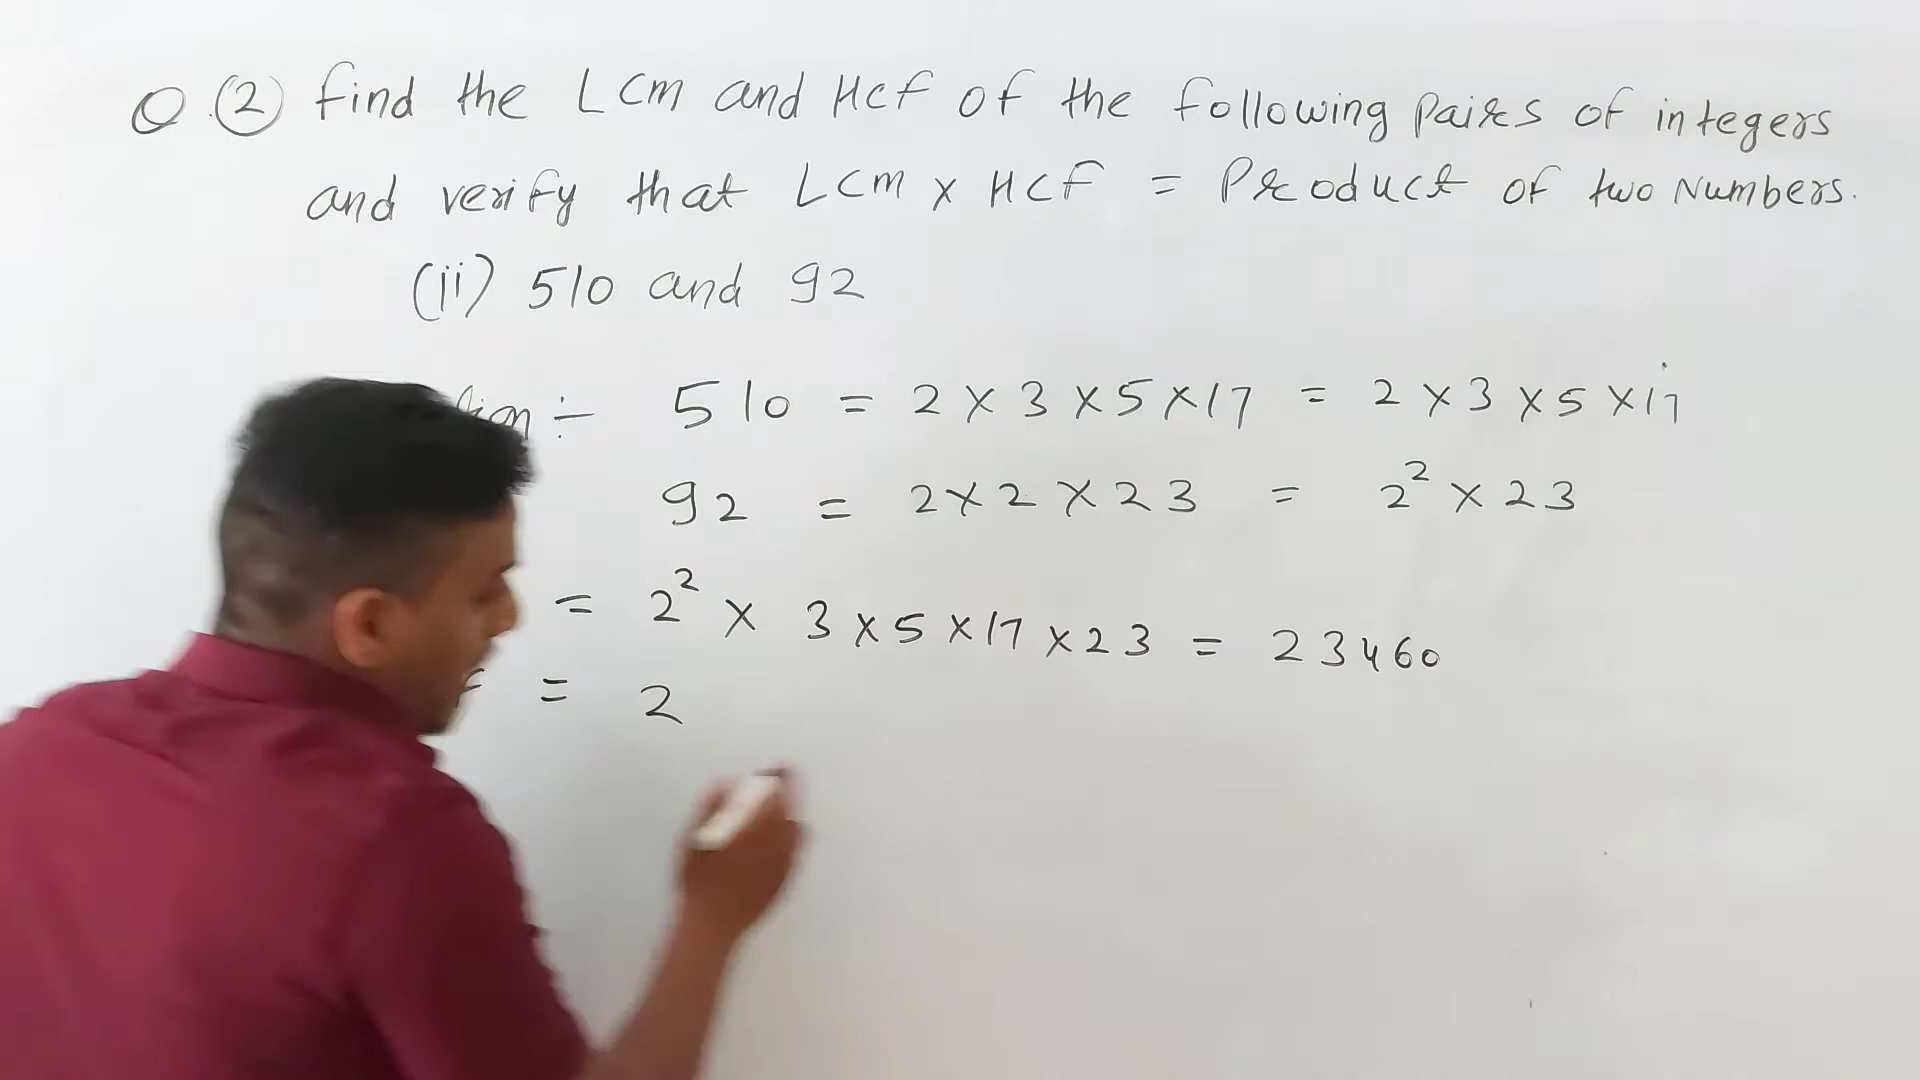 Q.(2) find the LCM and HCF of the following pairs of integers
and verify that LCM x HCF = Product of two Numbers.
(ii) 510 and 92
÷ 510 = 2 x 3 x 5 x 17 = 2 x 3 x 5 x 17
92 = 2 x 2 x 23 = 2² x 23
= 2² x 3 x 5 x 17 x 23 = 23460
= 2